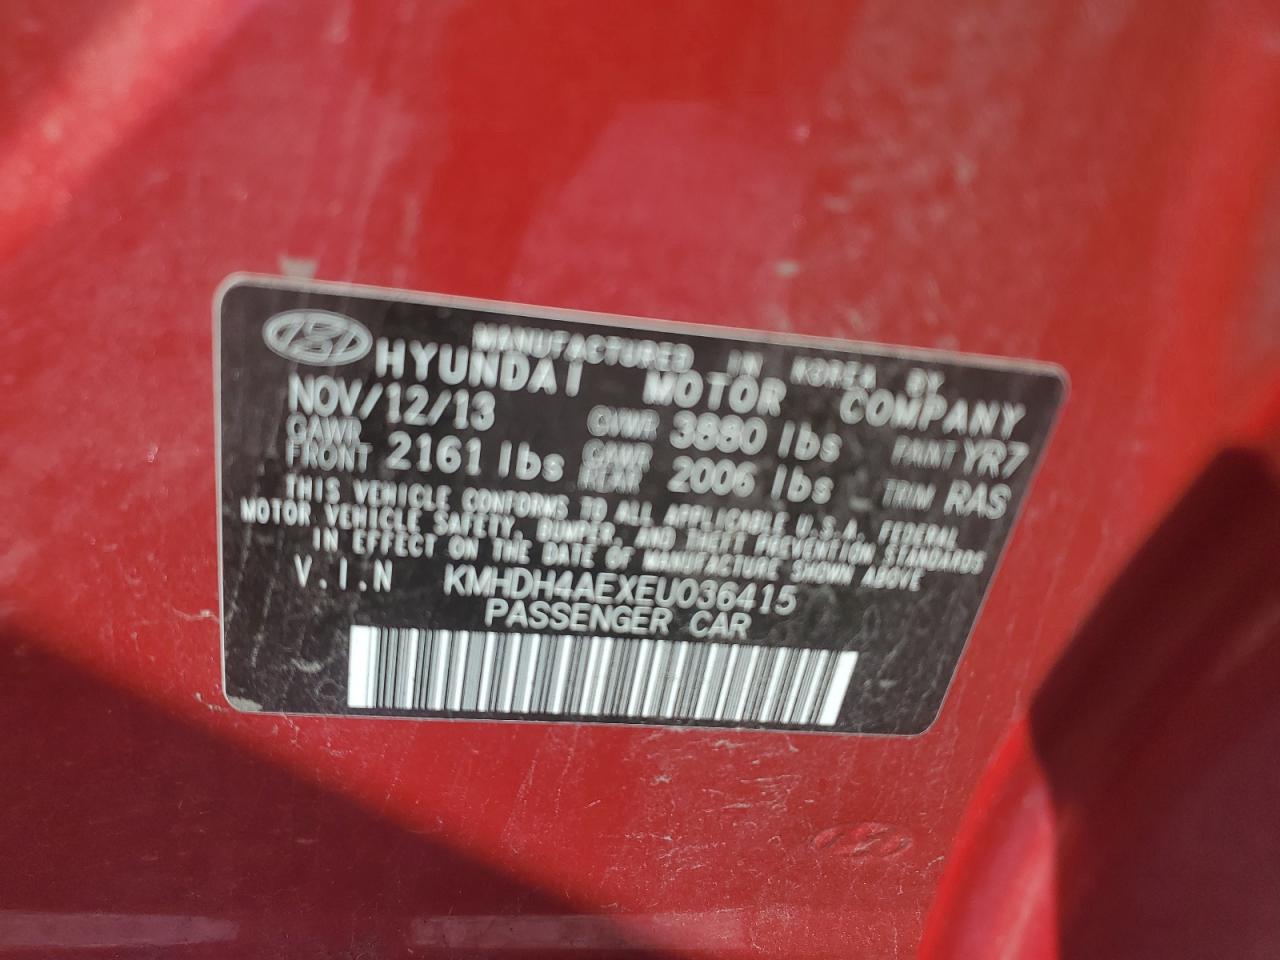 MANUFACTURED IN KOREA BY
HYUNDAI MOTOR COMPANY
NOV/12/13 GVWR 3880 lbs PAINT YR7
GAWR FRONT 2161 lbs GAWR REAR 2006 lbs TRIM RAS
THIS VEHICLE CONFORMS TO ALL APPLICABLE U.S.A. FEDERAL
MOTOR VEHICLE SAFETY, BUMPER, AND THEFT PREVENTION STANDARDS
IN EFFECT ON THE DATE OF MANUFACTURE SHOWN ABOVE
V.I.N KMHDH4AEXEU036415
PASSENGER CAR